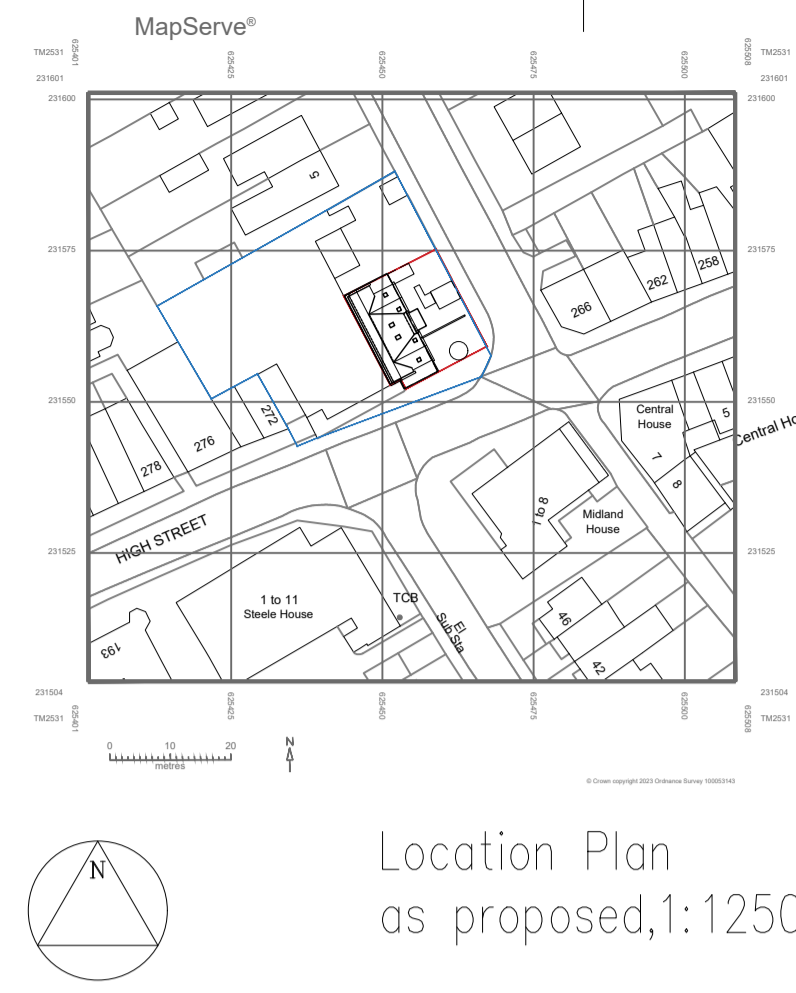 MapServe®
TM2531
625401
625425
625450
625475
625500
625508
TM2531
231601
231601
231600
231600
5
231575
231575
258
262
266
231550
231550
272
276
278
Central
House
5
Central Ho
7
8
1 to 8
Midland
House
HIGH STREET
231525
231525
1 to 11
Steele House
TCB
El
Sub Sta
46
42
193
231504
231504
TM2531
625401
625425
625450
625475
625500
625508
TM2531
0 10 20
metres
N
© Crown copyright 2023 Ordnance Survey 100053143
N
Location Plan
as proposed,1:1250